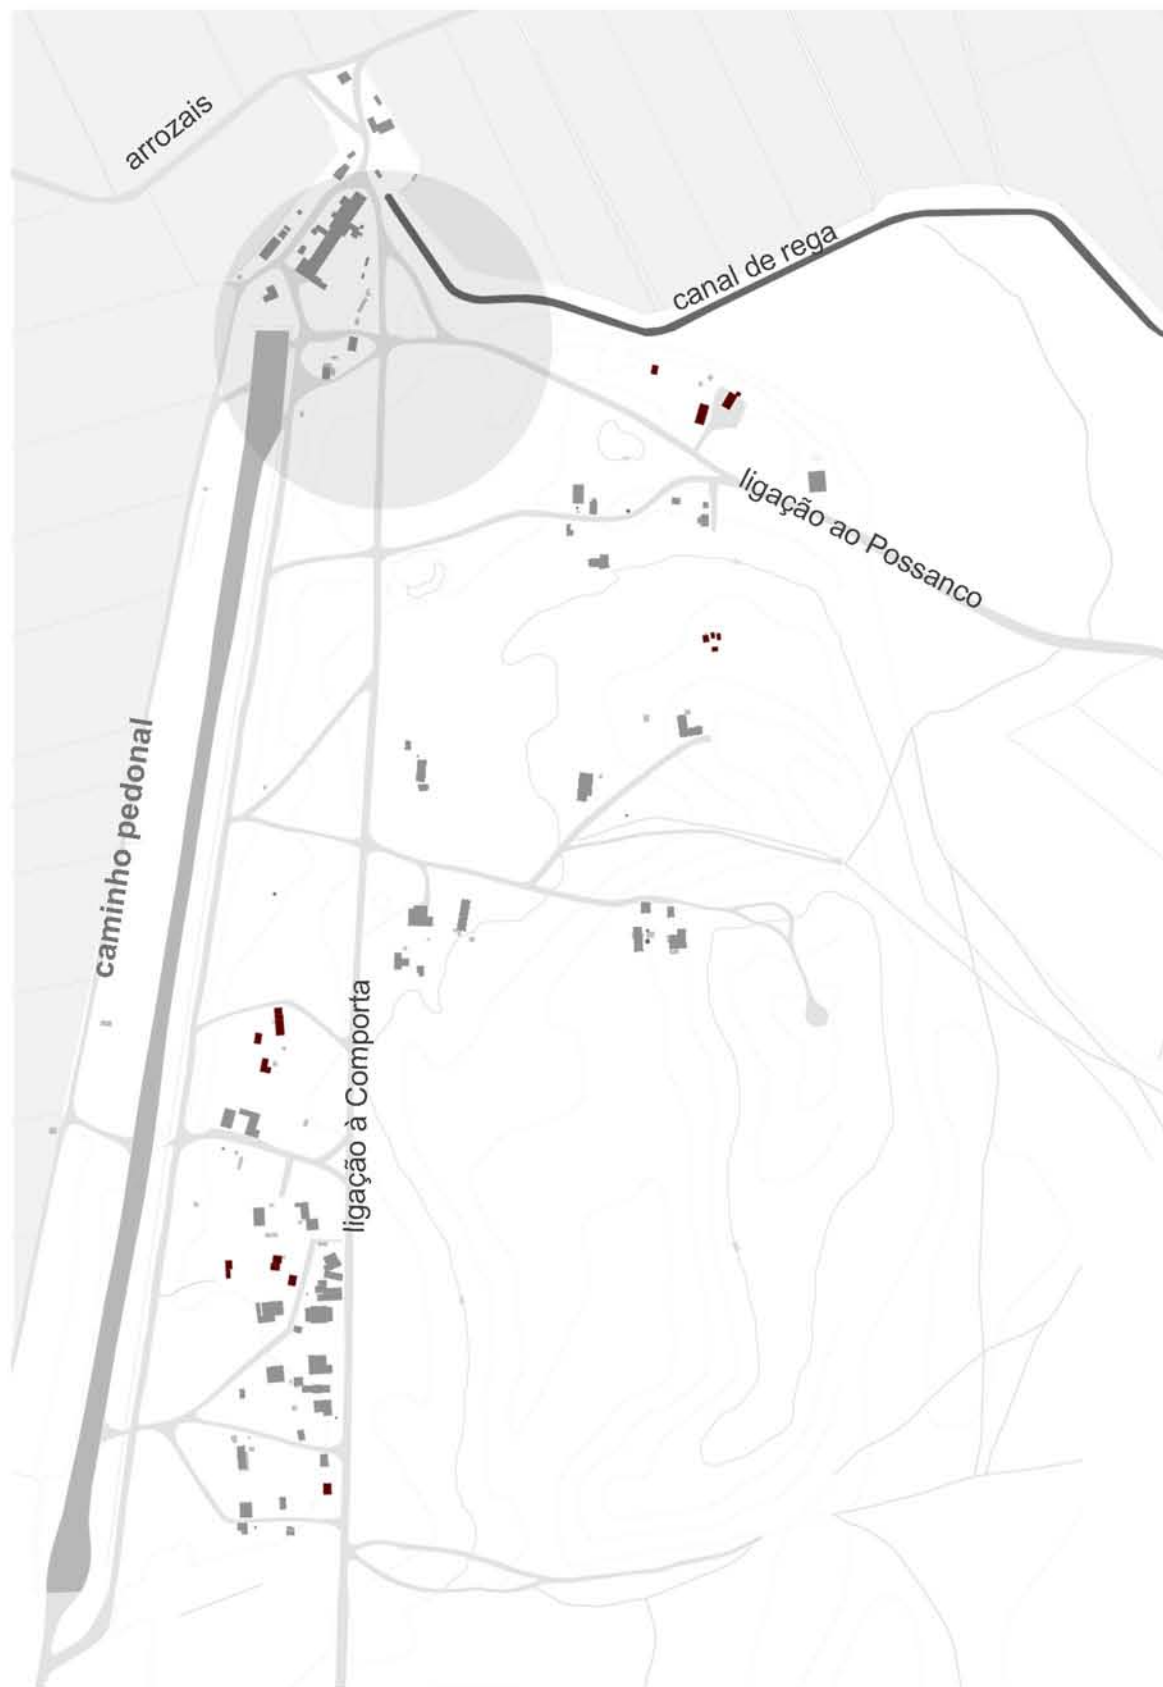 arrozais
canal de rega
ligação ao Possanco
caminho pedonal
ligação à Comporta